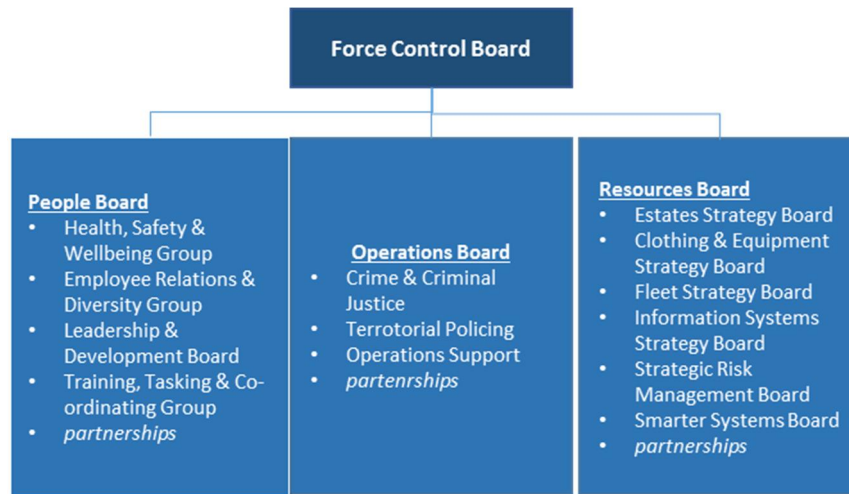 Force Control Board
People Board
• Health, Safety &
Wellbeing Group
• Employee Relations &
Diversity Group
• Leadership &
Development Board
• Training, Tasking & Co-
ordinating Group
• partnerships
Operations Board
• Crime & Criminal
Justice
• Terrotorial Policing
• Operations Support
• partenrships
Resources Board
• Estates Strategy Board
• Clothing & Equipment
Strategy Board
• Fleet Strategy Board
• Information Systems
Strategy Board
• Strategic Risk
Management Board
• Smarter Systems Board
• partnerships